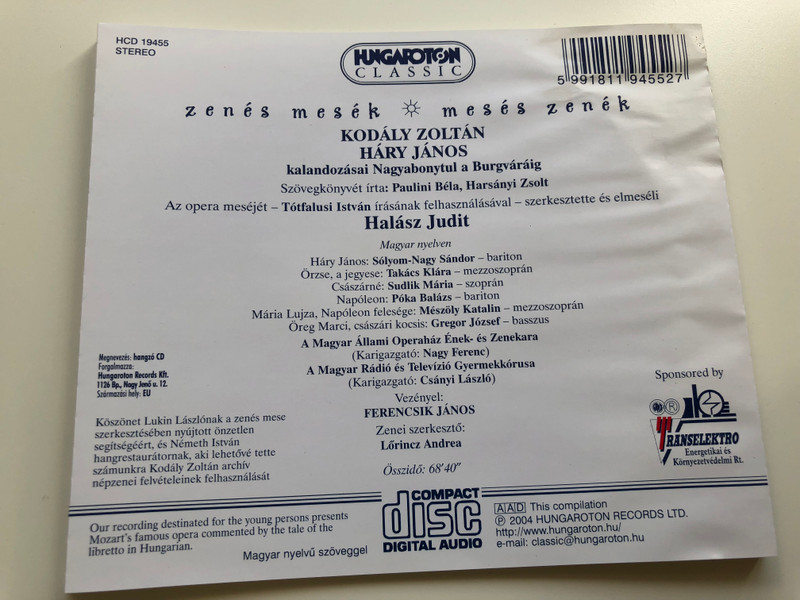 HCD 19455
STEREO
HUNGAROTON
CLASSIC
5 991811 945527
zenés mesék ☼ mesés zenék
KODÁLY ZOLTÁN
HÁRY JÁNOS
kalandozásai Nagyabonytul a Burgváráig
Szövegkönyvét írta: Paulini Béla, Harsányi Zsolt
Az opera meséjét – Tótfalusi István írásának felhasználásával – szerkesztette és elmeséli
Halász Judit
Magyar nyelven
Háry János: Sólyom-Nagy Sándor – bariton
Örzse, a jegyese: Takács Klára – mezzoszoprán
Császárné: Sudlik Mária – szoprán
Napóleon: Póka Balázs – bariton
Mária Lujza, Napóleon felesége: Mészöly Katalin – mezzoszoprán
Öreg Marci, császári kocsis: Gregor József – basszus
A Magyar Állami Operaház Ének- és Zenekara
(Karigazgató: Nagy Ferenc)
A Magyar Rádió és Televízió Gyermekkórusa
(Karigazgató: Csányi László)
Vezényel:
FERENCSIK JÁNOS
Zenei szerkesztő:
Lőrincz Andrea
Összidő: 68'40"
Megnevezés: hangzó CD
Forgalmazza:
Hungaroton Records Kft.
1126 Bp., Nagy Jenő u. 12.
Származási hely: EU
Köszönet Lukin Lászlónak a zenés mese
szerkesztésében nyújtott önzetlen
segítségéért, és Németh István
hangrestaurátornak, aki lehetővé tette
számunkra Kodály Zoltán archív
népzenei felvételeinek felhasználását
Sponsored by
TRANSELEKTRO
Energetikai és
Környezetvédelmi Rt.
Our recording destinated for the young persons presents
Mozart's famous opera commented by the tale of the
libretto in Hungarian.
Magyar nyelvű szöveggel
COMPACT
disc
DIGITAL AUDIO
AAD This compilation
℗ 2004 HUNGAROTON RECORDS LTD.
http://www.hungaroton.hu/
e-mail: classic@hungaroton.hu